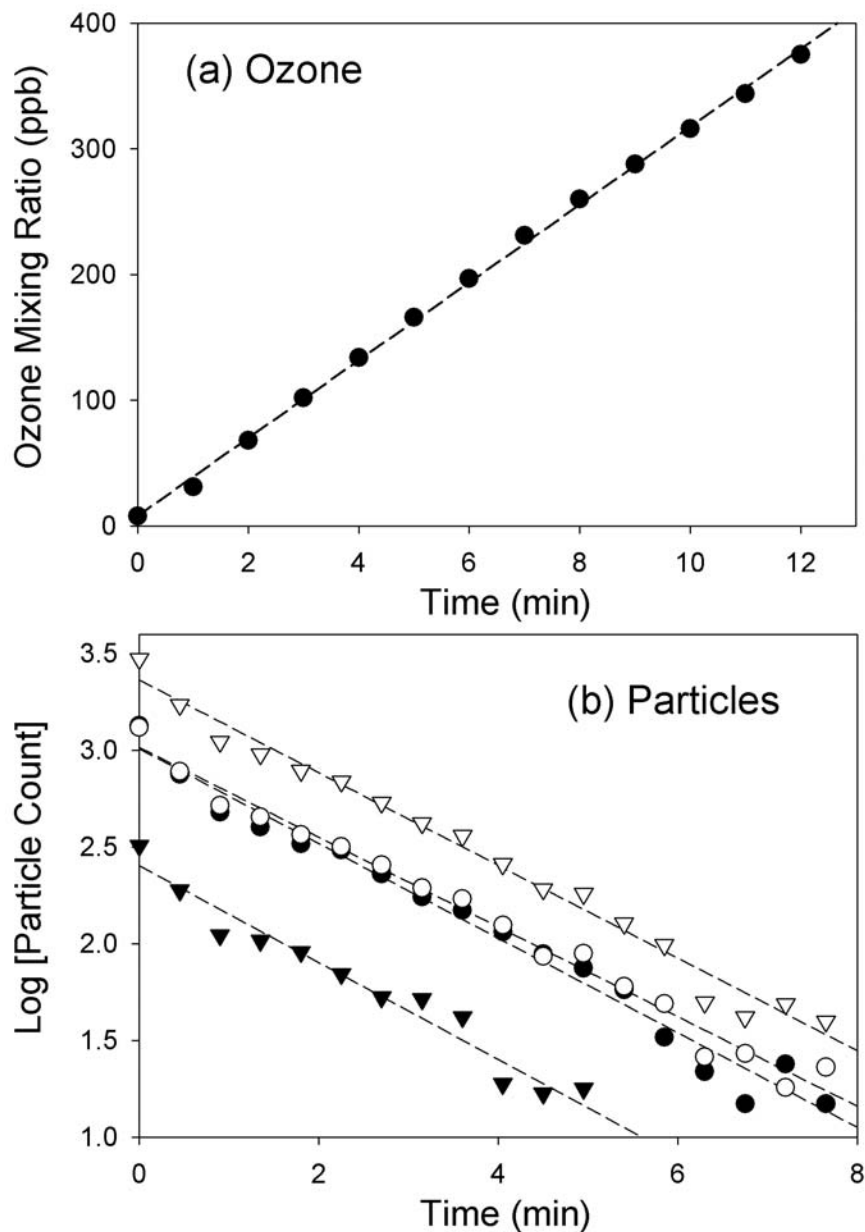 400
(a) Ozone
300
200
100
0
Ozone Mixing Ratio (ppb)
0 2 4 6 8 10 12
Time (min)
3.5
(b) Particles
3.0
2.5
2.0
1.5
1.0
Log [Particle Count]
0 2 4 6 8
Time (min)